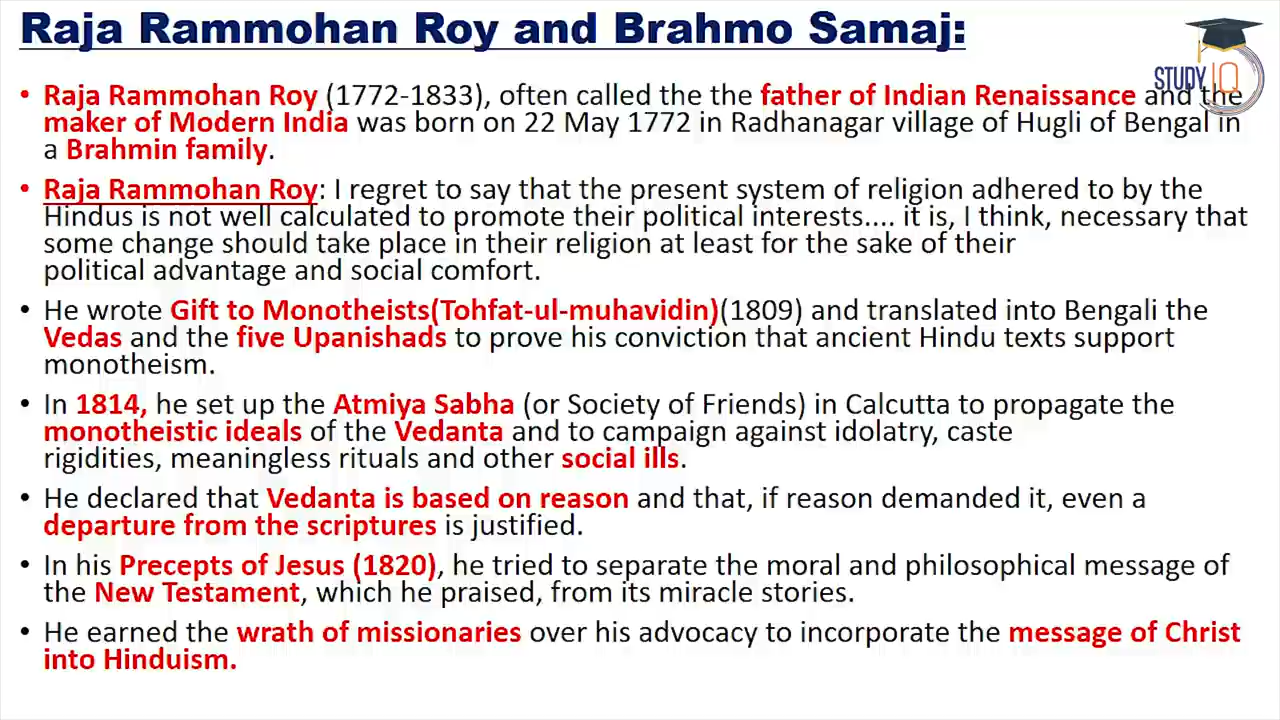 Raja Rammohan Roy and Brahmo Samaj:
STUDY IQ
• Raja Rammohan Roy (1772-1833), often called the the father of Indian Renaissance and the
maker of Modern India was born on 22 May 1772 in Radhanagar village of Hugli of Bengal in
a Brahmin family.
• Raja Rammohan Roy: I regret to say that the present system of religion adhered to by the
Hindus is not well calculated to promote their political interests.... it is, I think, necessary that
some change should take place in their religion at least for the sake of their
political advantage and social comfort.
• He wrote Gift to Monotheists(Tohfat-ul-muhavidin)(1809) and translated into Bengali the
Vedas and the five Upanishads to prove his conviction that ancient Hindu texts support
monotheism.
• In 1814, he set up the Atmiya Sabha (or Society of Friends) in Calcutta to propagate the
monotheistic ideals of the Vedanta and to campaign against idolatry, caste
rigidities, meaningless rituals and other social ills.
• He declared that Vedanta is based on reason and that, if reason demanded it, even a
departure from the scriptures is justified.
• In his Precepts of Jesus (1820), he tried to separate the moral and philosophical message of
the New Testament, which he praised, from its miracle stories.
• He earned the wrath of missionaries over his advocacy to incorporate the message of Christ
into Hinduism.